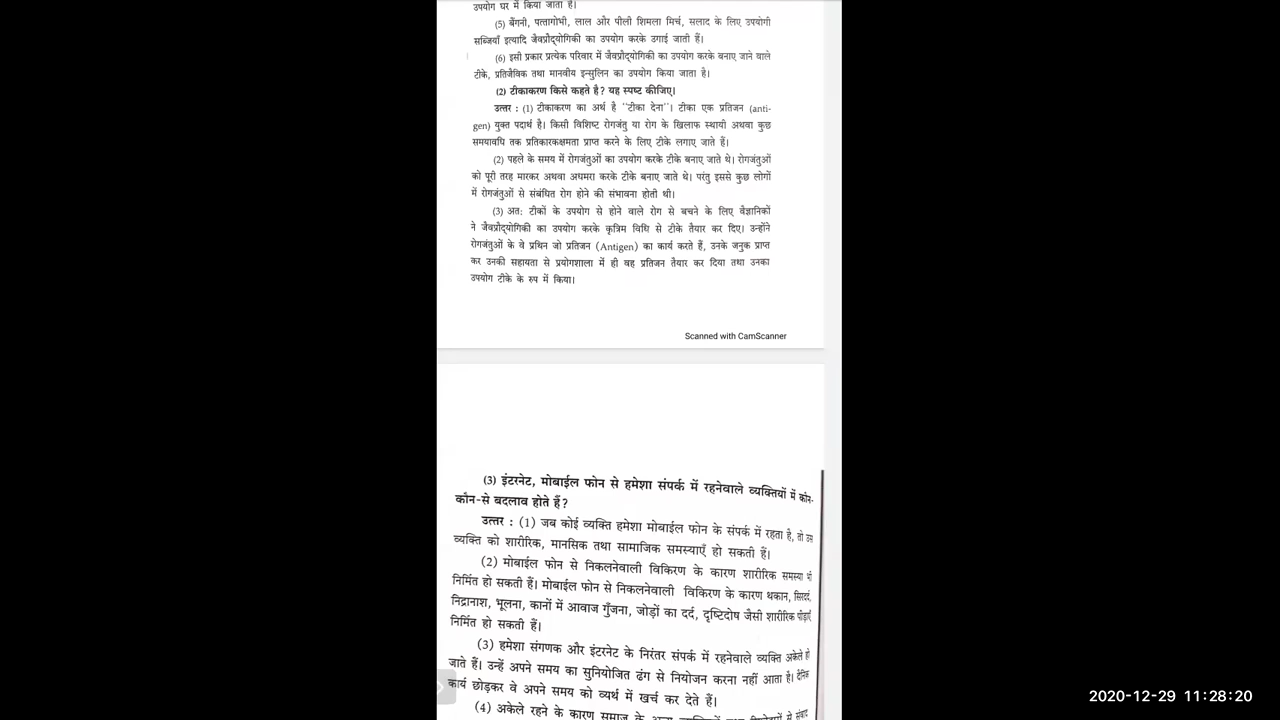 उपयोग घर में किया जाता है।
(5) बैंगनी, पत्तागोभी, लाल और पीली शिमला मिर्च, सलाद के लिए उपयोगी
सब्जियाँ इत्यादि जैवप्रौद्योगिकी का उपयोग करके उगाई जाती हैं।
(6) इसी प्रकार प्रत्येक परिवार में जैवप्रौद्योगिकी का उपयोग करके बनाए जाने वाले
टीके, प्रतिजैविक तथा मानवीय इन्सुलिन का उपयोग किया जाता है।
(2) टीकाकरण किसे कहते है? यह स्पष्ट कीजिए।
उत्तर : (1) टीकाकरण का अर्थ है "टीका देना"। टीका एक प्रतिजन (anti-
gen) युक्त पदार्थ है। किसी विशिष्ट रोगजंतु या रोग के खिलाफ स्थायी अथवा कुछ
समयावधि तक प्रतिकारकक्षमता प्राप्त करने के लिए टीके लगाए जाते हैं।
(2) पहले के समय में रोगजंतुओं का उपयोग करके टीके बनाए जाते थे। रोगजंतुओं
को पूरी तरह मारकर अथवा अधमरा करके टीके बनाए जाते थे। परंतु इससे कुछ लोगों
में रोगजंतुओं से संबंधित रोग होने की संभावना होती थी।
(3) अतः टीकों के उपयोग से होने वाले रोग से बचने के लिए वैज्ञानिकों
ने जैवप्रौद्योगिकी का उपयोग करके कृत्रिम विधि से टीके तैयार कर दिए। उन्होंने
रोगजंतुओं के वे प्रथिन जो प्रतिजन (Antigen) का कार्य करते हैं, उनके जनुक प्राप्त
कर उनकी सहायता से प्रयोगशाला में ही वह प्रतिजन तैयार कर दिया तथा उनका
उपयोग टीके के रुप में किया।
Scanned with CamScanner
(3) इंटरनेट, मोबाईल फोन से हमेशा संपर्क में रहनेवाले व्यक्तियों में कौन-
कौन-से बदलाव होते हैं?
उत्तर : (1) जब कोई व्यक्ति हमेशा मोबाईल फोन के संपर्क में रहता है, तो उस
व्यक्ति को शारीरिक, मानसिक तथा सामाजिक समस्याएँ हो सकती हैं।
(2) मोबाईल फोन से निकलनेवाली विकिरण के कारण शारीरिक समस्या भी
निर्मित हो सकती हैं। मोबाईल फोन से निकलनेवाली विकिरण के कारण थकान, सिरदर्द,
निद्रानाश, भूलना, कानों में आवाज गुँजना, जोड़ों का दर्द, दृष्टिदोष जैसी शारीरिक पीड़ाएँ
निर्मित हो सकती हैं।
(3) हमेशा संगणक और इंटरनेट के निरंतर संपर्क में रहनेवाले व्यक्ति अकेले हो
जाते हैं। उन्हें अपने समय का सुनियोजित ढंग से नियोजन करना नहीं आता है। दैनिक
कार्य छोड़कर वे अपने समय को व्यर्थ में खर्च कर देते हैं।
(4) अकेले रहने के कारण समाज के अन्य
2020-12-29 11:28:20